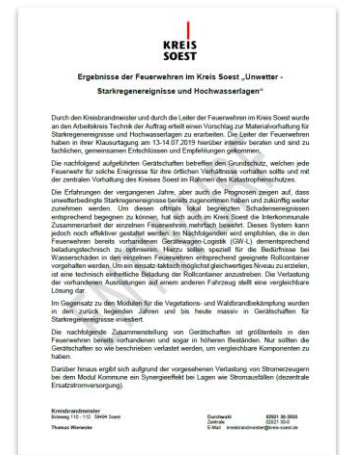 KREIS
SOEST
Ergebnisse der Feuerwehren im Kreis Soest „Unwetter -
Starkregenereignisse und Hochwasserlagen“
Durch den Kreisbrandmeister und durch die Leiter der Feuerwehren im Kreis Soest wurde
an den Arbeitskreis Technik der Auftrag erteilt einen Vorschlag zur Materialvorhaltung für
Starkregenereignisse und Hochwasserlagen zu erarbeiten. Die Leiter der Feuerwehren
haben in ihrer Klausurtagung am 13-14.07.2019 hierüber intensiv beraten und sind zu
fachlichen, gemeinsamen Entschlüssen und Empfehlungen gekommen.
Die nachfolgend aufgeführten Gerätschaften betreffen den Grundschutz, welchen jede
Feuerwehr für solche Ereignisse für ihre örtlichen Verhältnisse vorhalten sollte und mit
der zentralen Vorhaltung des Kreises Soest im Rahmen des Katastrophenschutzes.
Die Erfahrungen der vergangenen Jahre, aber auch die Prognosen zeigen auf, dass
unwetterbedingte Starkregenereignisse bereits zugenommen haben und zukünftig weiter
zunehmen werden. Um diesen oftmals lokal begrenzten Schadensereignissen
entsprechend begegnen zu können, hat sich auch im Kreis Soest die Interkommunale
Zusammenarbeit der einzelnen Feuerwehren mehrfach bewährt. Dieses System kann
jedoch noch effektiver gestaltet werden. Im Nachfolgenden wird empfohlen, die in den
Feuerwehren bereits vorhandenen Gerätewagen-Logistik (GW-L) dementsprechend
beladungstechnisch zu optimieren. Hierzu sollen speziell für die Bedürfnisse bei
Wasserschäden in den einzelnen Feuerwehren entsprechend geeignete Rollcontainer
vorgehalten werden. Um ein einsatz-taktisch möglichst gleichwertiges Niveau zu erzielen,
ist eine technisch einheitliche Beladung der Rollcontainer anzustreben. Die Verlastung
der vorhandenen Ausrüstungen auf einem anderen Fahrzeug stellt eine vergleichbare
Lösung dar.
Im Gegensatz zu den Modulen für die Vegetations- und Waldbrandbekämpfung wurden
in den zurück liegenden Jahren und bis heute massiv in Gerätschaften für
Starkregenereignisse investiert.
Die nachfolgende Zusammenstellung von Gerätschaften ist größtenteils in den
Feuerwehren bereits vorhandenen und sogar in höheren Beständen. Nur sollten die
Gerätschaften so wie beschrieben verlastet werden, um vergleichbare Komponenten zu
haben.
Darüber hinaus ergibt sich aufgrund der vorgesehenen Verlastung von Stromerzeugern
bei dem Modul Kommune ein Synergieeffekt bei Lagen wie Stromausfällen (dezentrale
Ersatzstromversorgung).
Kreisbrandmeister
Thomas Wienecke
Durchwahl
Zentrale
E-Mail kreisbrandmeister@kreis-soest.de